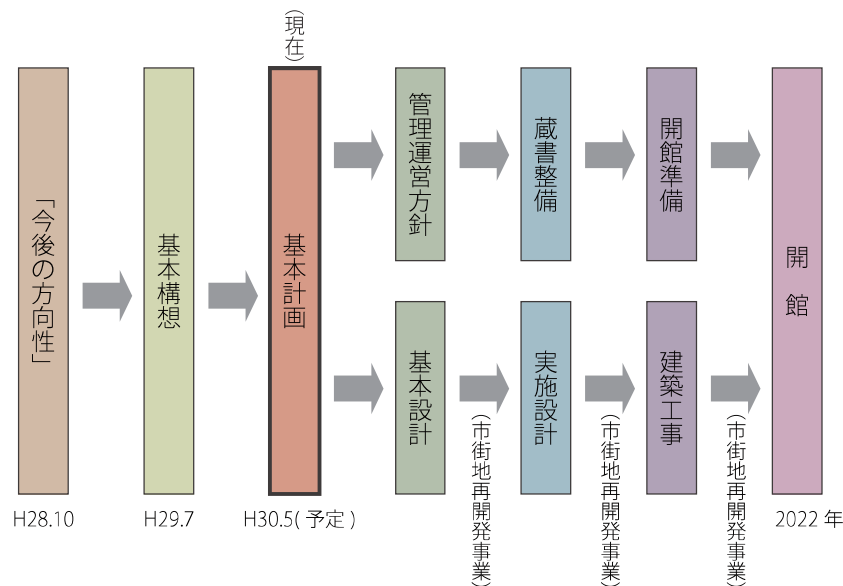 (現在)
「今後の方向性」
基本構想
基本計画
管理運営方針
蔵書整備
開館準備
開館
基本設計
実施設計
建築工事
(市街地再開発事業)
(市街地再開発事業)
(市街地再開発事業)
H28.10
H29.7
H30.5(予定)
2022年